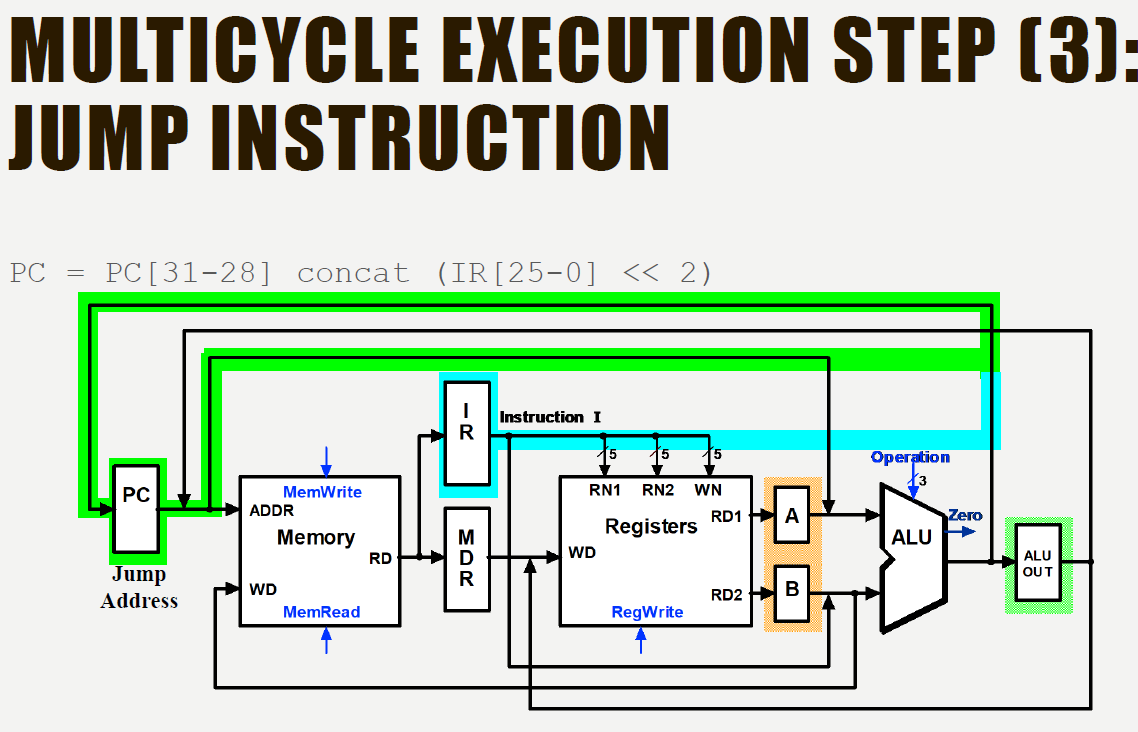 MULTICYCLE EXECUTION STEP (3):
JUMP INSTRUCTION
PC = PC[31-28] concat (IR[25-0] << 2)
I
R
Instruction I
5
5
5
Operation
3
PC
MemWrite
ADDR
Memory
RD
WD
MemRead
Jump
Address
M
D
R
RN1
RN2
WN
Registers
RD1
WD
RD2
RegWrite
A
B
ALU
Zero
ALU
OUT